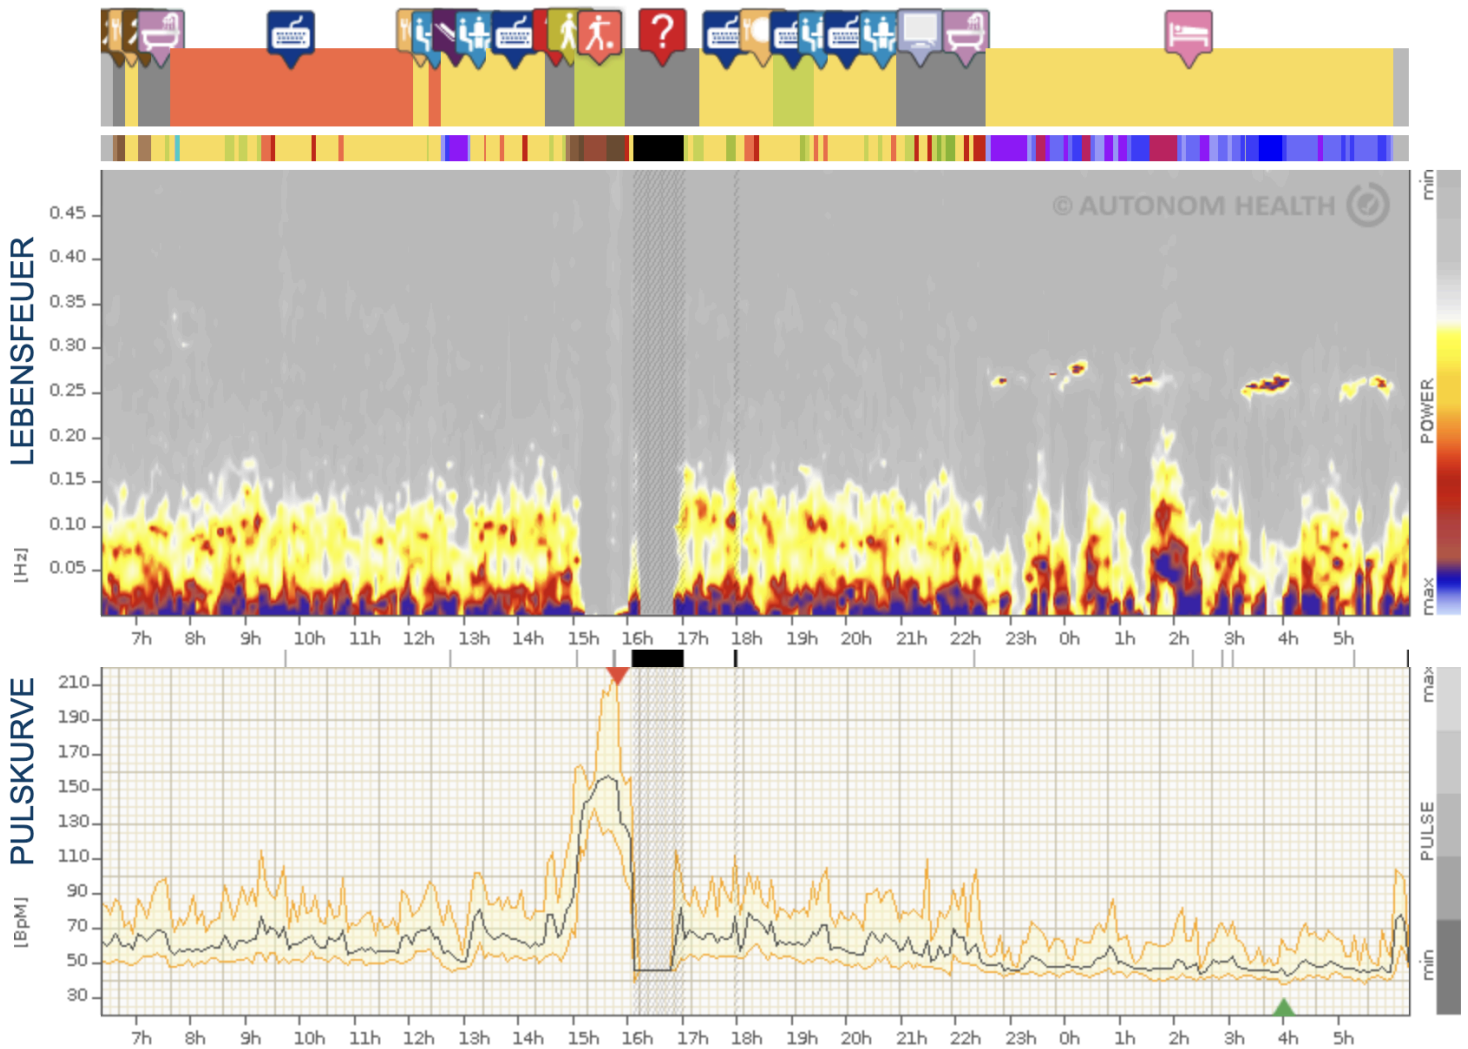 ?
© AUTONOM HEALTH
LEBENSFEUER
[Hz]
0.45
0.40
0.35
0.30
0.25
0.20
0.15
0.10
0.05
min
POWER
max
7h 8h 9h 10h 11h 12h 13h 14h 15h 16h 17h 18h 19h 20h 21h 22h 23h 0h 1h 2h 3h 4h 5h
PULSKURVE
[BpM]
210
190
170
150
130
110
90
70
50
30
max
PULSE
min
7h 8h 9h 10h 11h 12h 13h 14h 15h 16h 17h 18h 19h 20h 21h 22h 23h 0h 1h 2h 3h 4h 5h